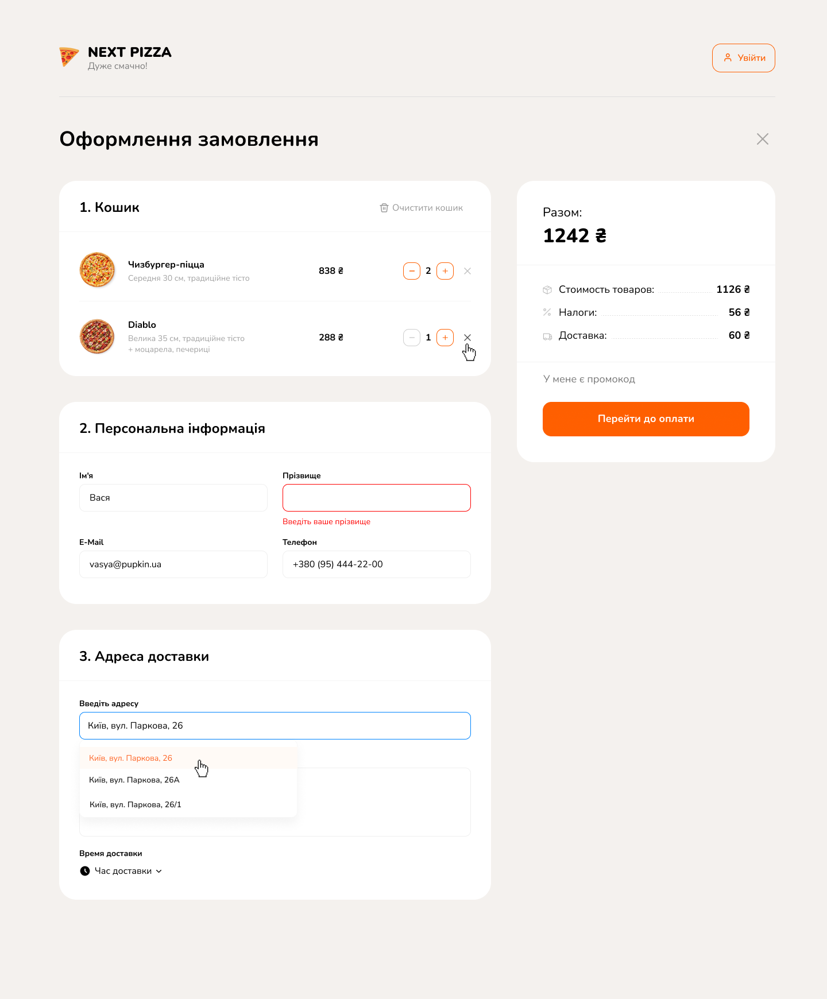 NEXT PIZZA
Дуже смачно!
Увійти
Оформлення замовлення
1. Кошик
Очистити кошик
Чизбургер-піцца
Середня 30 см, традиційне тісто
838 ₴
2
Diablo
Велика 35 см, традиційне тісто
+ моцарела, печериці
288 ₴
1
Разом:
1242 ₴
Стоимость товаров:
1126 ₴
Налоги:
56 ₴
Доставка:
60 ₴
У мене є промокод
Перейти до оплати
2. Персональна інформація
Ім'я
Вася
Прізвище
Введіть ваше прізвище
E-Mail
vasya@pupkin.ua
Телефон
+380 (95) 444-22-00
3. Адреса доставки
Введіть адресу
Київ, вул. Паркова, 26
Київ, вул. Паркова, 26
Київ, вул. Паркова, 26А
Київ, вул. Паркова, 26/1
Время доставки
Час доставки